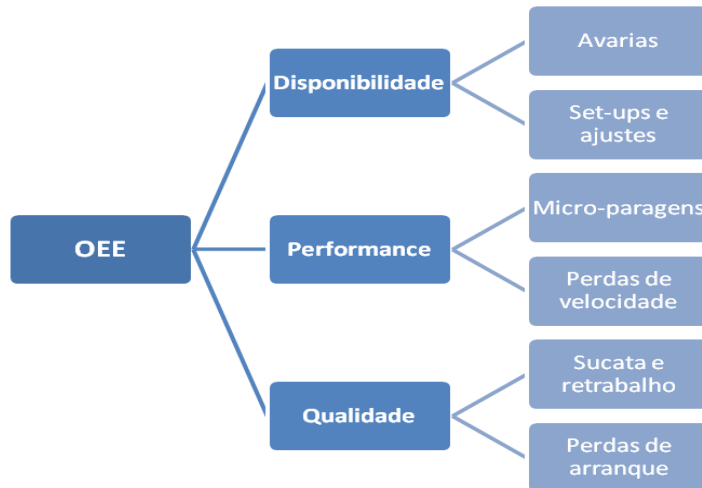 OEE
Disponibilidade
Avarias
Set-ups e
ajustes
Performance
Micro-paragens
Perdas de
velocidade
Qualidade
Sucata e
retrabalho
Perdas de
arranque